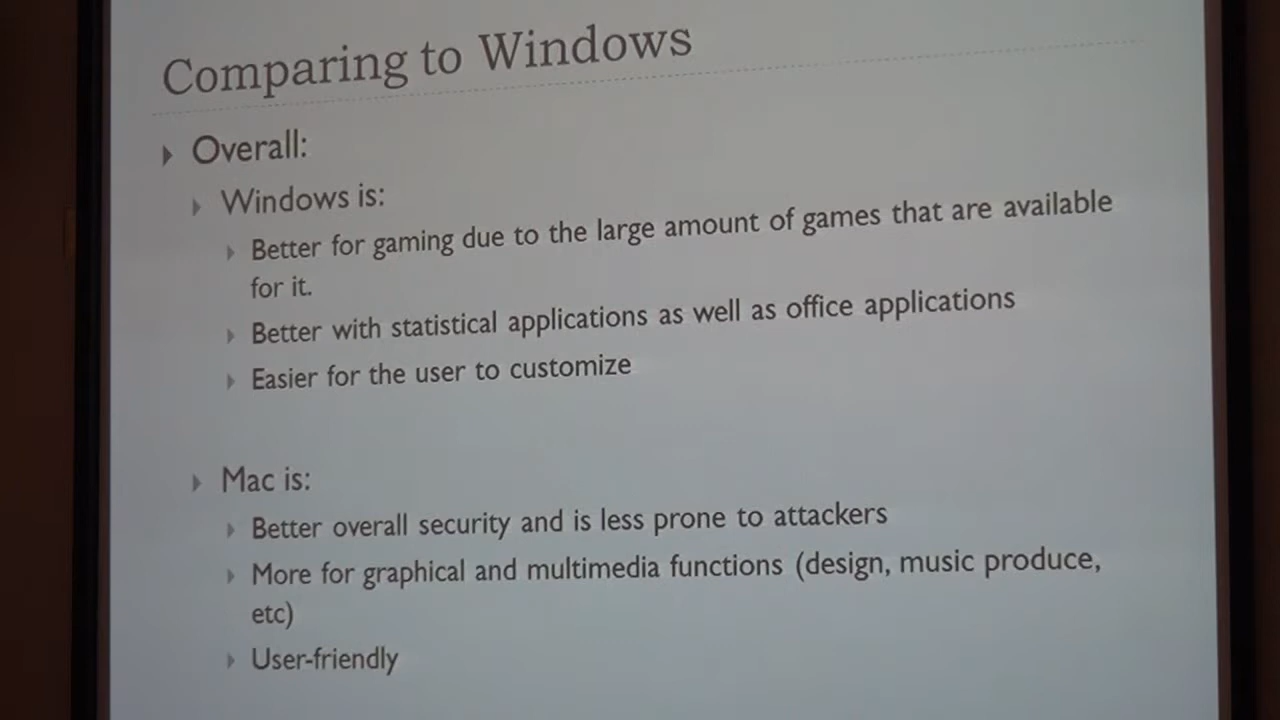 Comparing to Windows
Overall:
Windows is:
Better for gaming due to the large amount of games that are available
for it.
Better with statistical applications as well as office applications
Easier for the user to customize
Mac is:
Better overall security and is less prone to attackers
More for graphical and multimedia functions (design, music produce,
etc)
User-friendly